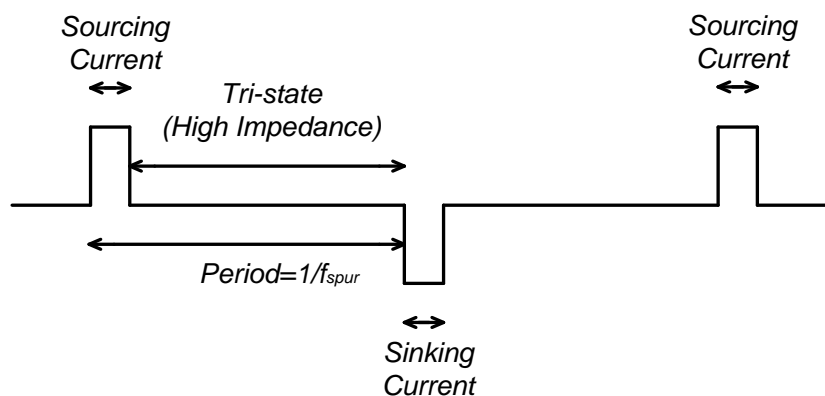 Sourcing
Current
Sourcing
Current
Tri-state
(High Impedance)
Period=1/fspur
Sinking
Current